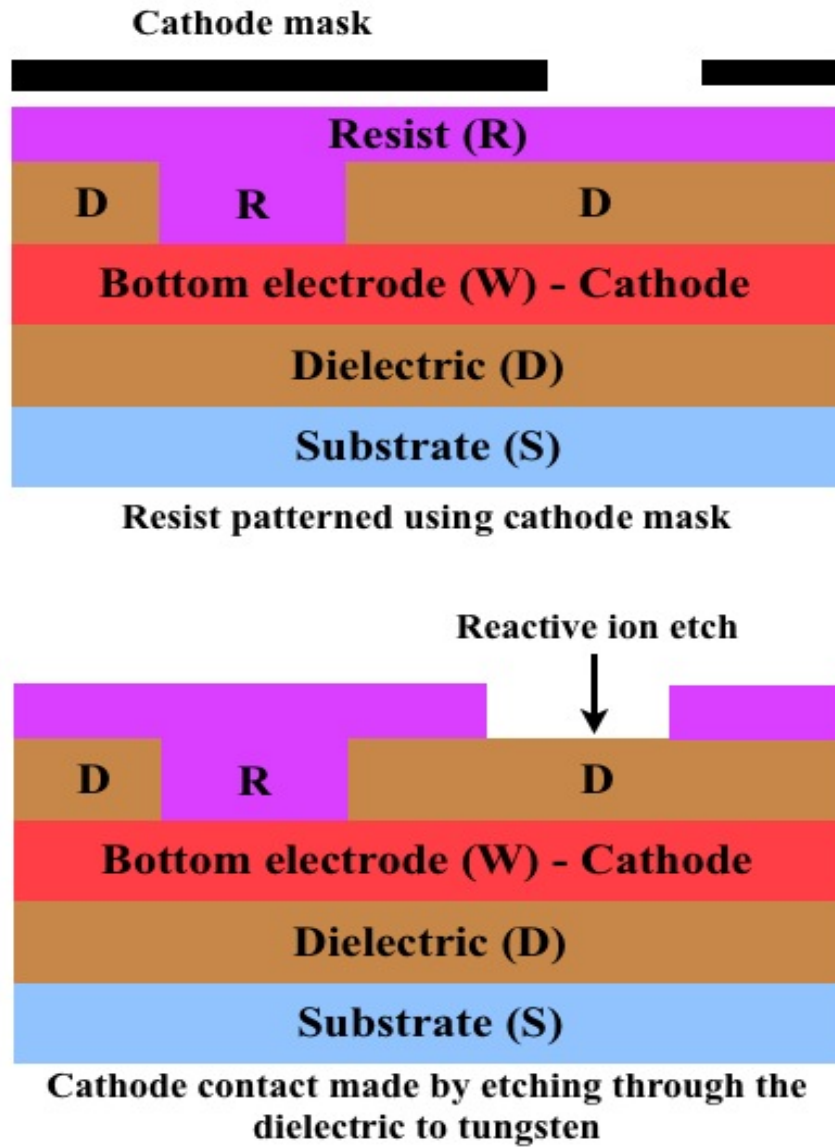 Cathode mask
Resist (R)
D R D
Bottom electrode (W) - Cathode
Dielectric (D)
Substrate (S)
Resist patterned using cathode mask
Reactive ion etch
D R D
Bottom electrode (W) - Cathode
Dielectric (D)
Substrate (S)
Cathode contact made by etching through the
dielectric to tungsten